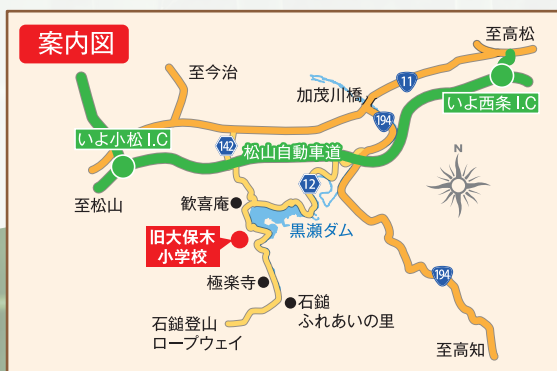 案内図
至高松
至今治
加茂川橋
11
いよ西条I.C
194
いよ小松I.C
142
松山自動車道
N
12
至松山
歓喜庵
黒瀬ダム
旧大保木
小学校
194
極楽寺
石鎚
ふれあいの里
石鎚登山
ロープウェイ
至高知